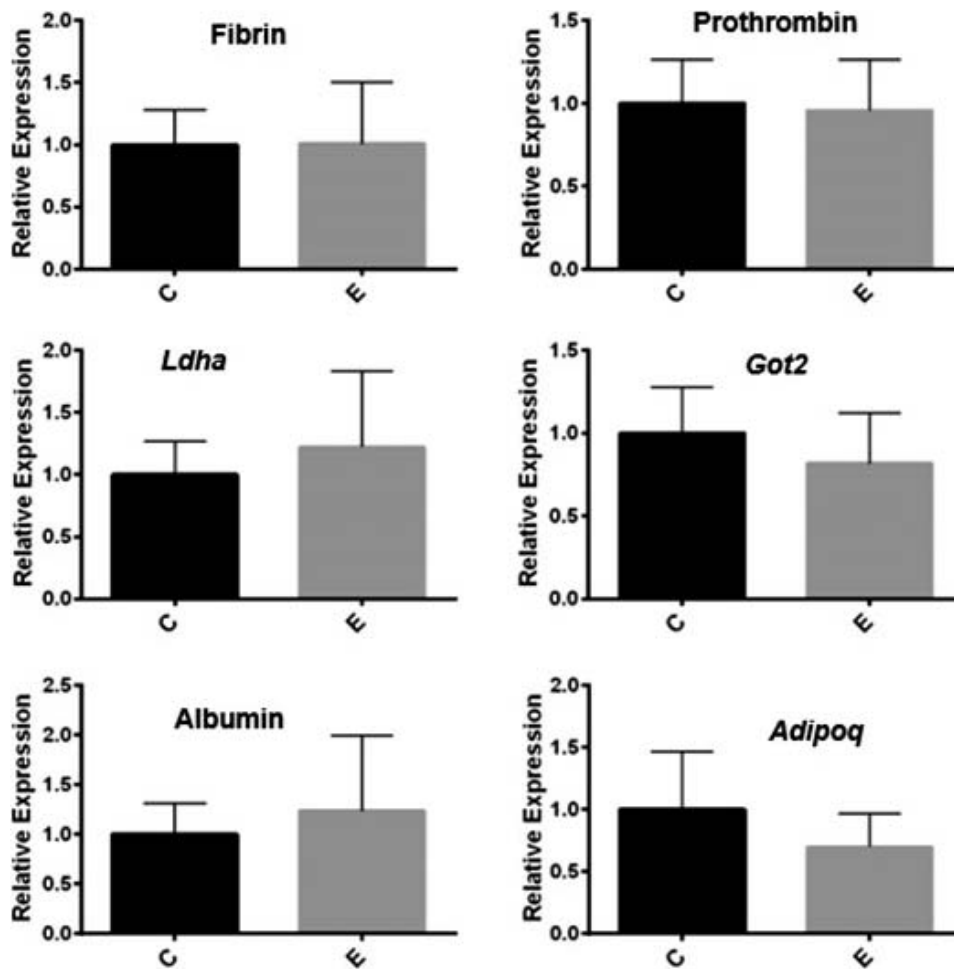 Fibrin
Relative Expression
2.0
1.5
1.0
0.5
0.0
C
E
Prothrombin
Relative Expression
1.5
1.0
0.5
0.0
C
E
Ldha
Relative Expression
2.0
1.5
1.0
0.5
0.0
C
E
Got2
Relative Expression
1.5
1.0
0.5
0.0
C
E
Albumin
Relative Expression
2.5
2.0
1.5
1.0
0.5
0.0
C
E
Adipoq
Relative Expression
2.0
1.5
1.0
0.5
0.0
C
E